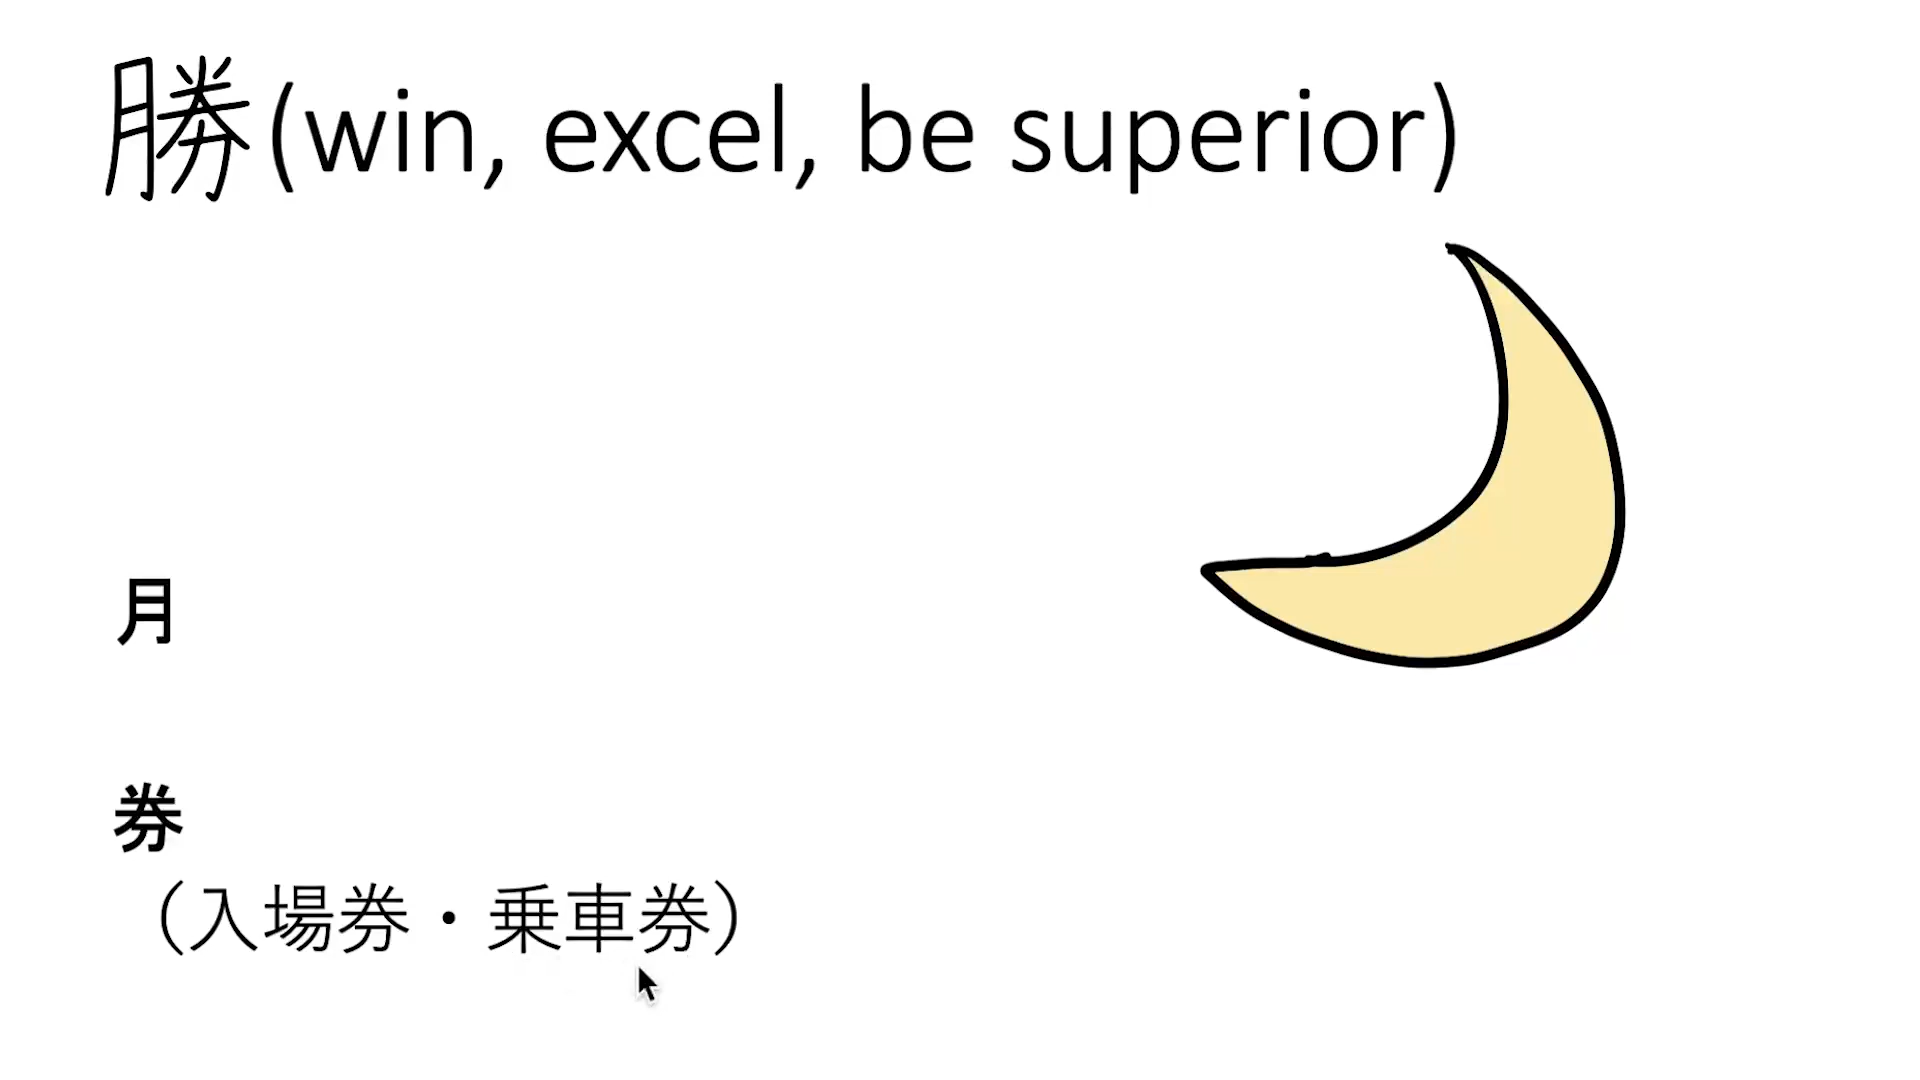 勝(win, excel, be superior)
月
券
（入場券・乗車券）